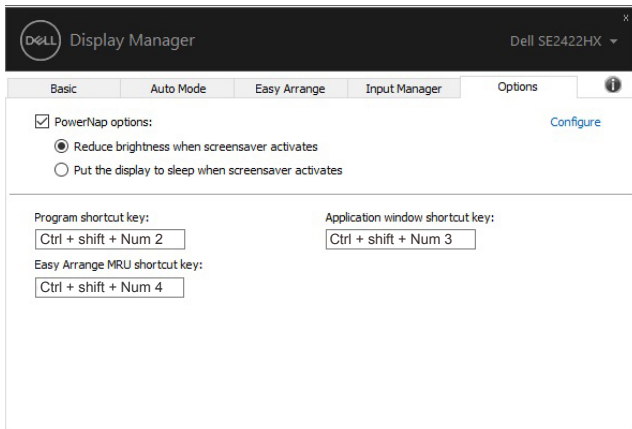 x
DELL Display Manager Dell SE2422HX
Basic Auto Mode Easy Arrange Input Manager Options i
PowerNap options: Configure
Reduce brightness when screensaver activates
Put the display to sleep when screensaver activates
Program shortcut key: Application window shortcut key:
Ctrl + shift + Num 2 Ctrl + shift + Num 3
Easy Arrange MRU shortcut key:
Ctrl + shift + Num 4